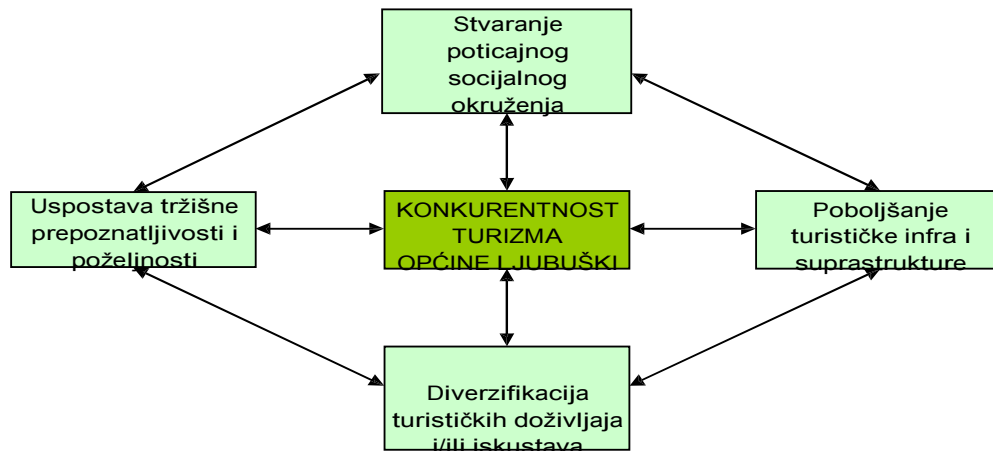 Stvaranje
poticajnog
socijalnog
okruženja
Uspostava tržišne
prepoznatljivosti i
poželjnosti
KONKURENTNOST
TURIZMA
OPĆINE LJUBUŠKI
Poboljšanje
turističke infra i
suprastrukture
Diverzifikacija
turističkih doživljaja
i/ili iskustava